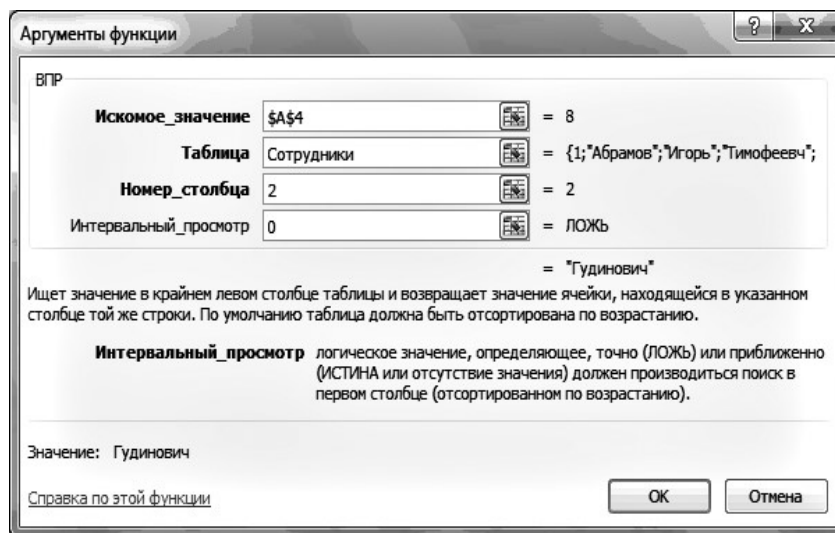 Аргументы функции
ВПР
Искомое_значение $A$4 = 8
Таблица Сотрудники = {1;"Абрамов";"Игорь";"Тимофеевч";
Номер_столбца 2 = 2
Интервальный_просмотр 0 = ЛОЖЬ
= "Гудинович"
Ищет значение в крайнем левом столбце таблицы и возвращает значение ячейки, находящейся в указанном
столбце той же строки. По умолчанию таблица должна быть отсортирована по возрастанию.
Интервальный_просмотр логическое значение, определяющее, точно (ЛОЖЬ) или приближенно
(ИСТИНА или отсутствие значения) должен производиться поиск в
первом столбце (отсортированном по возрастанию).
Значение: Гудинович
Справка по этой функции
ОК
Отмена